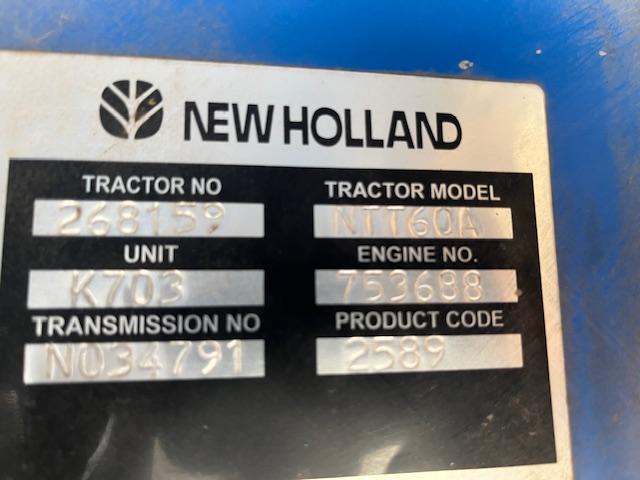 NEW HOLLAND
TRACTOR NO TRACTOR MODEL
268159 NTT60A
UNIT ENGINE NO.
K703 753688
TRANSMISSION NO PRODUCT CODE
N034791 2589